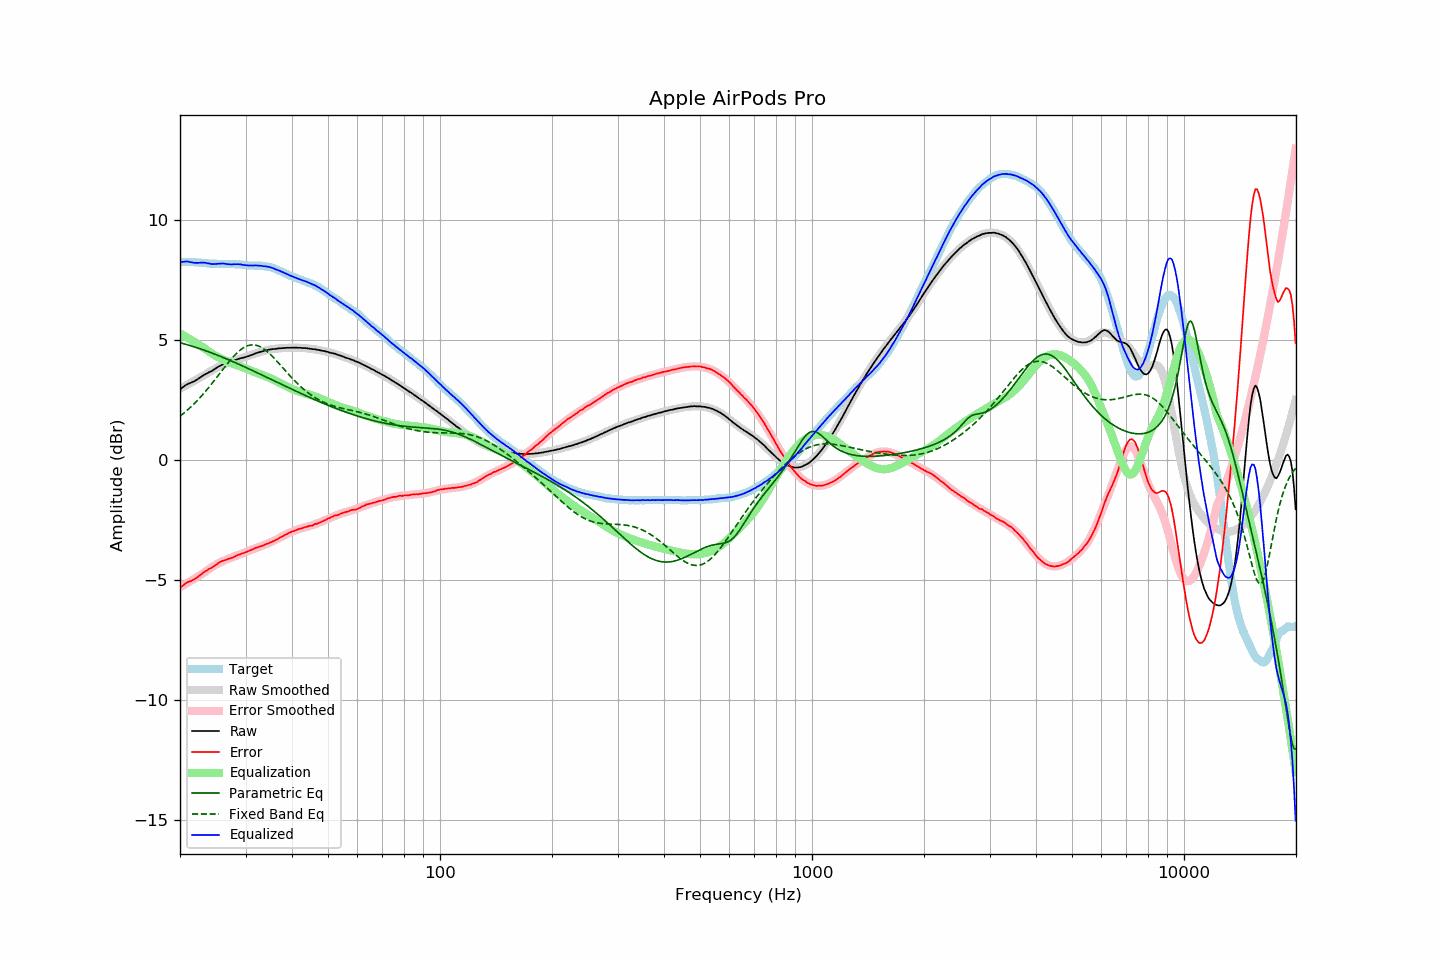 Apple AirPods Pro
10
5
0
−5
−10
−15
Amplitude (dBr)
Target
Raw Smoothed
Error Smoothed
Raw
Error
Equalization
Parametric Eq
Fixed Band Eq
Equalized
100
1000
10000
Frequency (Hz)